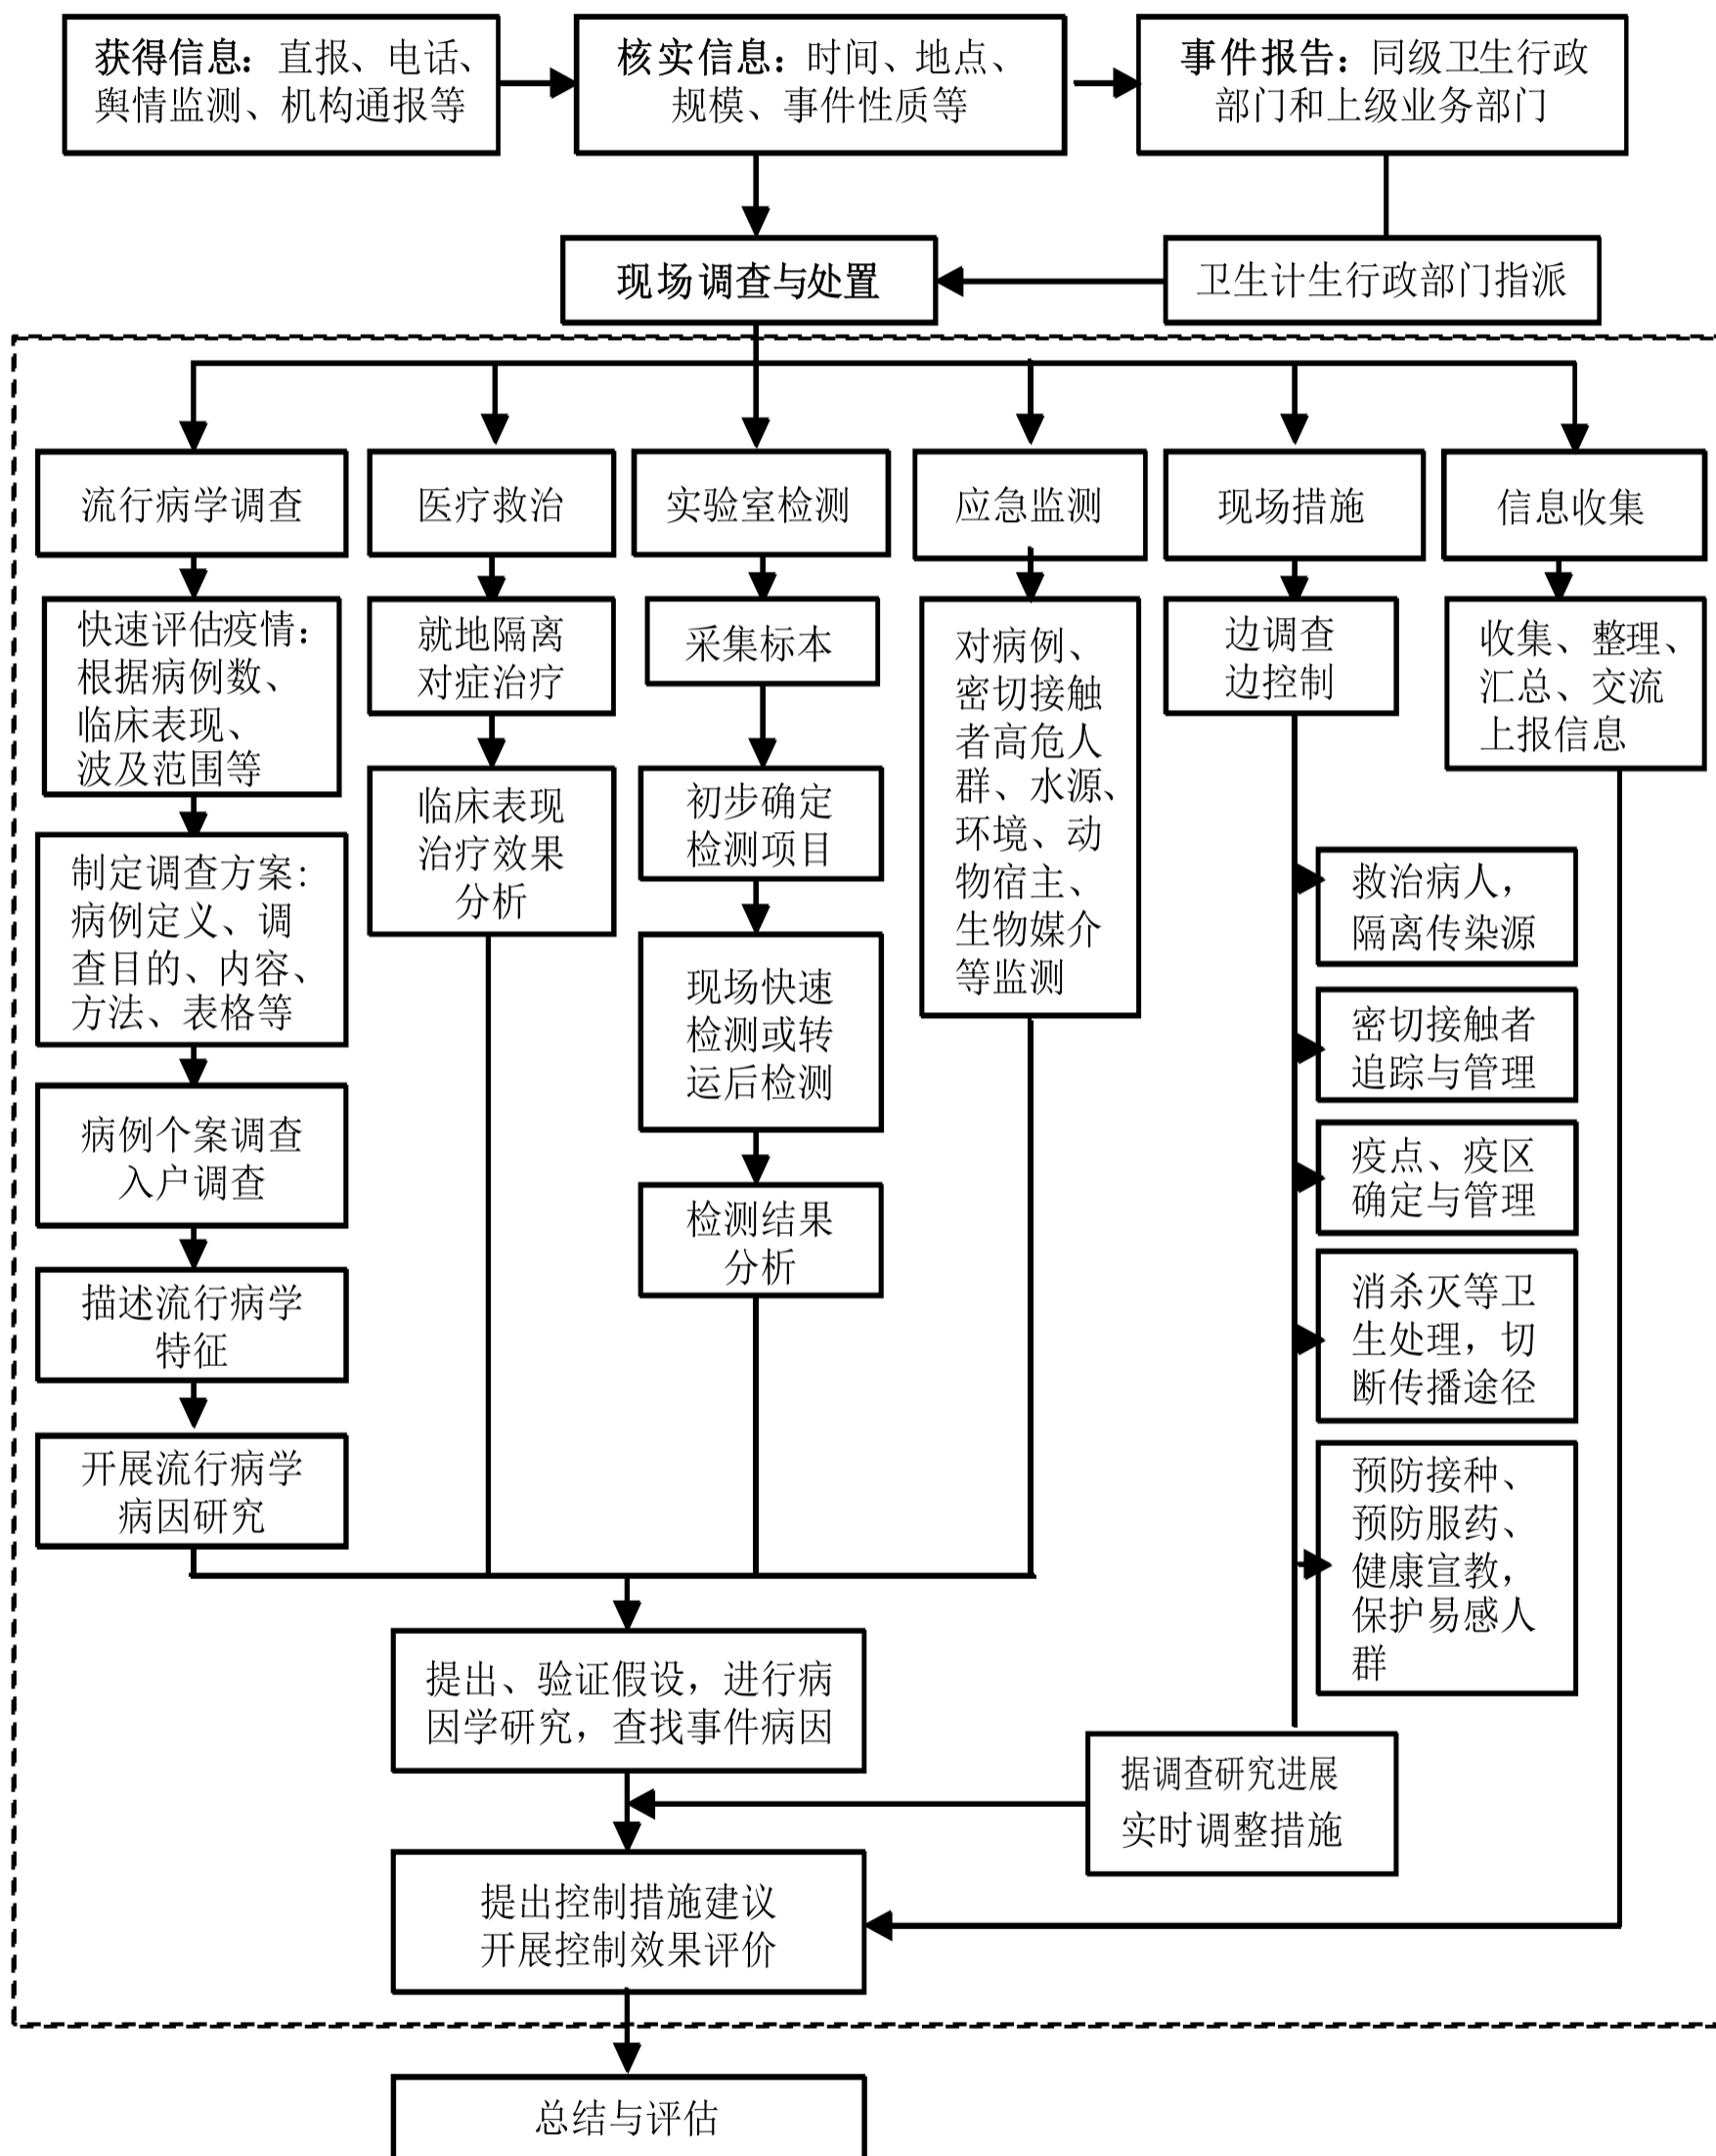 获得信息：直报、电话、
舆情监测、机构通报等
核实信息：时间、地点、
规模、事件性质等
事件报告：同级卫生行政
部门和上级业务部门
现场调查与处置
卫生计生行政部门指派
流行病学调查
医疗救治
实验室检测
应急监测
现场措施
信息收集
快速评估疫情：
根据病例数、
临床表现、
波及范围等
制定调查方案：
病例定义、调
查目的、内容、
方法、表格等
病例个案调查
入户调查
描述流行病学
特征
开展流行病学
病因研究
就地隔离
对症治疗
临床表现
治疗效果
分析
采集标本
初步确定
检测项目
现场快速
检测或转
运后检测
检测结果
分析
对病例、
密切接触
者高危人
群、水源、
环境、动
物宿主、
生物媒介
等监测
边调查
边控制
救治病人，
隔离传染源
密切接触者
追踪与管理
疫点、疫区
确定与管理
消杀灭等卫
生处理，切
断传播途径
预防接种、
预防服药、
健康宣教，
保护易感人
群
收集、整理、
汇总、交流
上报信息
提出、验证假设，进行病
因学研究，查找事件病因
据调查研究进展
实时调整措施
提出控制措施建议
开展控制效果评价
总结与评估